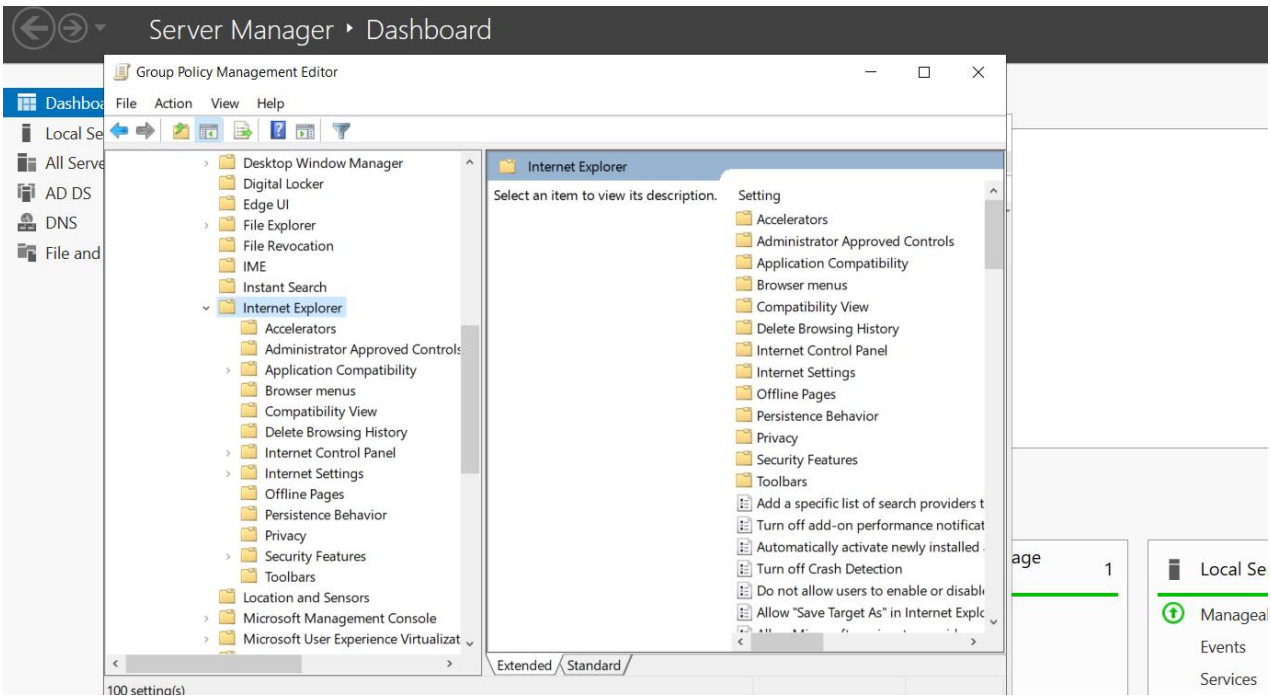 Server Manager ‣ Dashboard
Group Policy Management Editor
File Action View Help
Dashboa
Local Se
All Serve
AD DS
DNS
File and
Desktop Window Manager
Digital Locker
Edge UI
File Explorer
File Revocation
IME
Instant Search
Internet Explorer
Accelerators
Administrator Approved Controls
Application Compatibility
Browser menus
Compatibility View
Delete Browsing History
Internet Control Panel
Internet Settings
Offline Pages
Persistence Behavior
Privacy
Security Features
Toolbars
Location and Sensors
Microsoft Management Console
Microsoft User Experience Virtualizat
Internet Explorer
Select an item to view its description.
Setting
Accelerators
Administrator Approved Controls
Application Compatibility
Browser menus
Compatibility View
Delete Browsing History
Internet Control Panel
Internet Settings
Offline Pages
Persistence Behavior
Privacy
Security Features
Toolbars
Add a specific list of search providers t
Turn off add-on performance notificat
Automatically activate newly installed
Turn off Crash Detection
Do not allow users to enable or disabl
Allow "Save Target As" in Internet Explo
Extended Standard
100 setting(s)
age 1
Local Se
Manageal
Events
Services